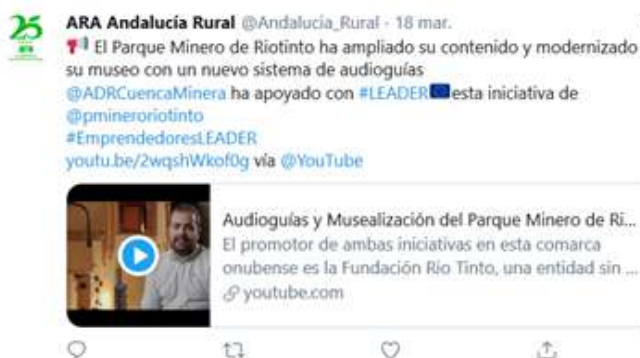 25
ARA Andalucía Rural @Andalucia_Rural · 18 mar.
El Parque Minero de Riotinto ha ampliado su contenido y modernizado
su museo con un nuevo sistema de audioguías
@ADRCuencaMinera ha apoyado con #LEADER esta iniciativa de
@pmineroriotinto
#EmprendedoresLEADER
youtu.be/2wqshWkof0g vía @YouTube
Audioguías y Musealización del Parque Minero de Ri...
El promotor de ambas iniciativas en esta comarca
onubense es la Fundación Río Tinto, una entidad sin ...
youtube.com